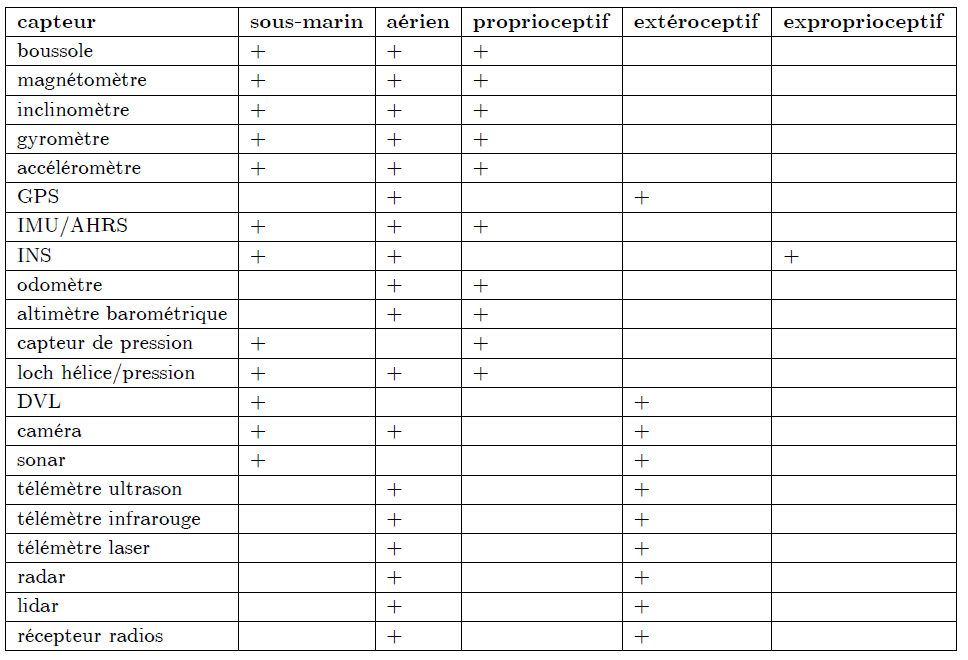 capteur sous-marin aérien proprioceptif extéroceptif exproprioceptif
boussole + + +
magnétomètre + + +
inclinomètre + + +
gyromètre + + +
accéléromètre + + +
GPS + +
IMU/AHRS + + +
INS + + +
odomètre + +
altimètre barométrique + +
capteur de pression + +
loch hélice/pression + + +
DVL + +
caméra + + +
sonar + +
télémètre ultrason + +
télémètre infrarouge + +
télémètre laser + +
radar + +
lidar + +
récepteur radios + +